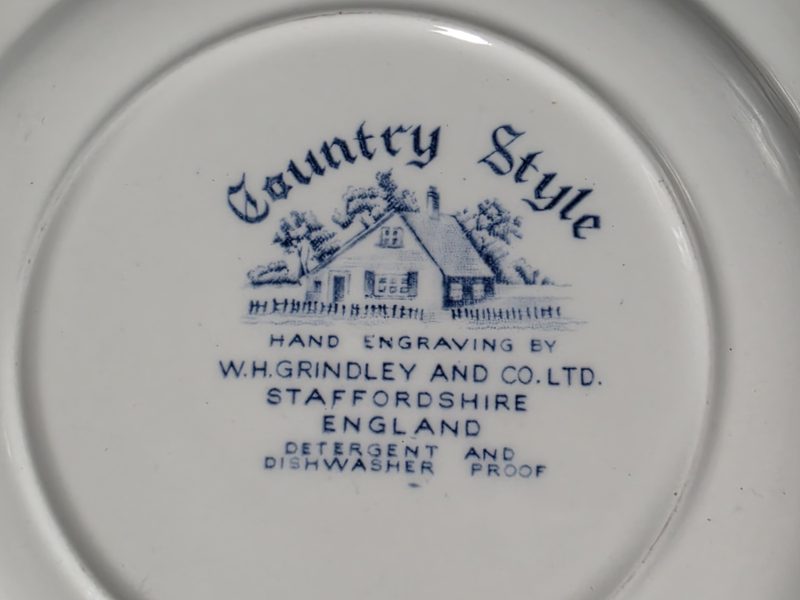 Country Style
HAND ENGRAVING BY
W.H.GRINDLEY AND CO.LTD.
STAFFORDSHIRE
ENGLAND
DETERGENT AND
DISHWASHER PROOF